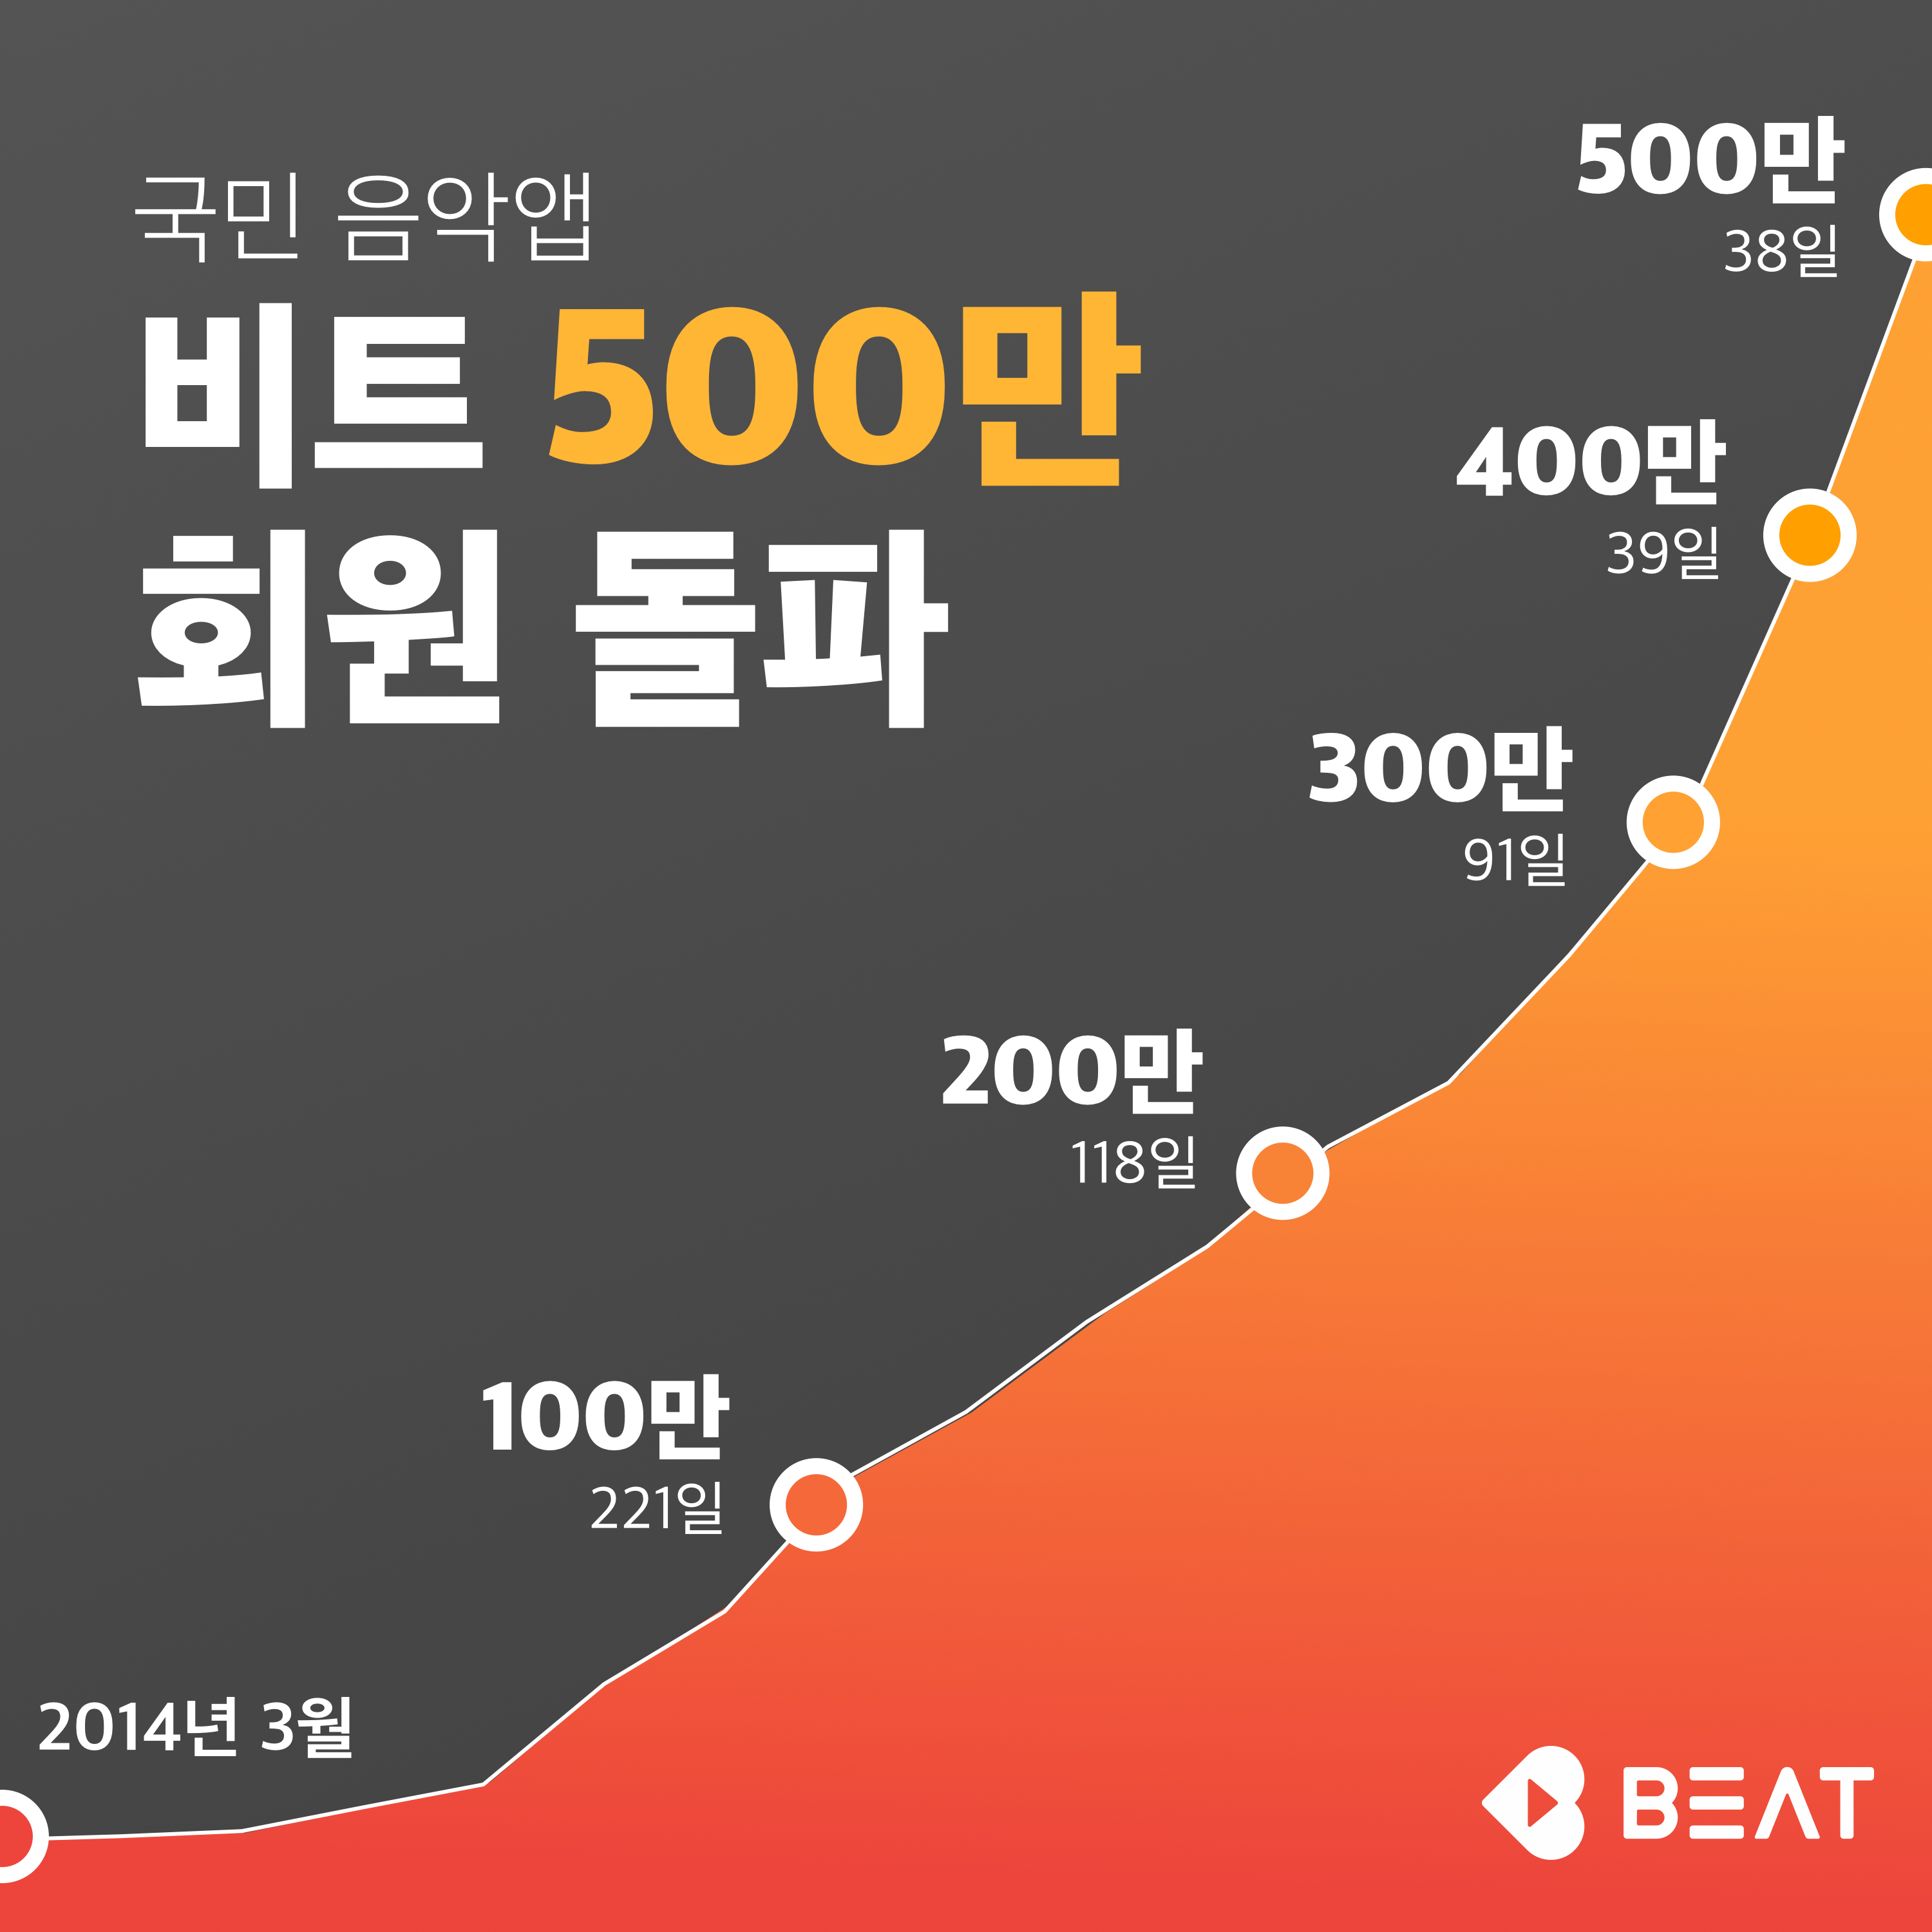 국민 음악앱
비트 500만
회원 돌파
500만
38일
400만
39일
300만
91일
200만
118일
100만
221일
2014년 3월
BEAT